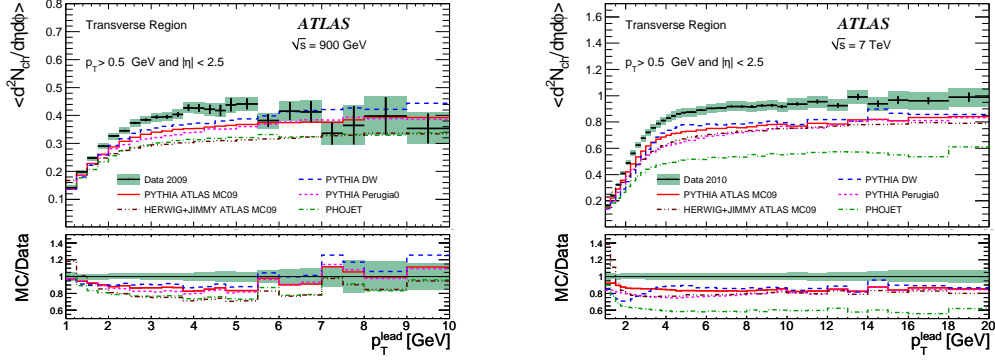 <d²N_ch/dηdϕ>
0.7
0.6
0.5
0.4
0.3
0.2
0.1
Transverse Region
ATLAS
√s = 900 GeV
p_T > 0.5 GeV and |η| < 2.5
Data 2009
PYTHIA ATLAS MC09
HERWIG+JIMMY ATLAS MC09
PYTHIA DW
PYTHIA Perugia0
PHOJET
MC/Data
1.4
1.2
1
0.8
0.6
1 2 3 4 5 6 7 8 9 10
p_T^lead [GeV]
<d²N_ch/dηdϕ>
1.6
1.4
1.2
1.0
0.8
0.6
0.4
0.2
Transverse Region
ATLAS
√s = 7 TeV
p_T > 0.5 GeV and |η| < 2.5
Data 2010
PYTHIA ATLAS MC09
HERWIG+JIMMY ATLAS MC09
PYTHIA DW
PYTHIA Perugia0
PHOJET
MC/Data
1.4
1.2
1
0.8
0.6
2 4 6 8 10 12 14 16 18 20
p_T^lead [GeV]